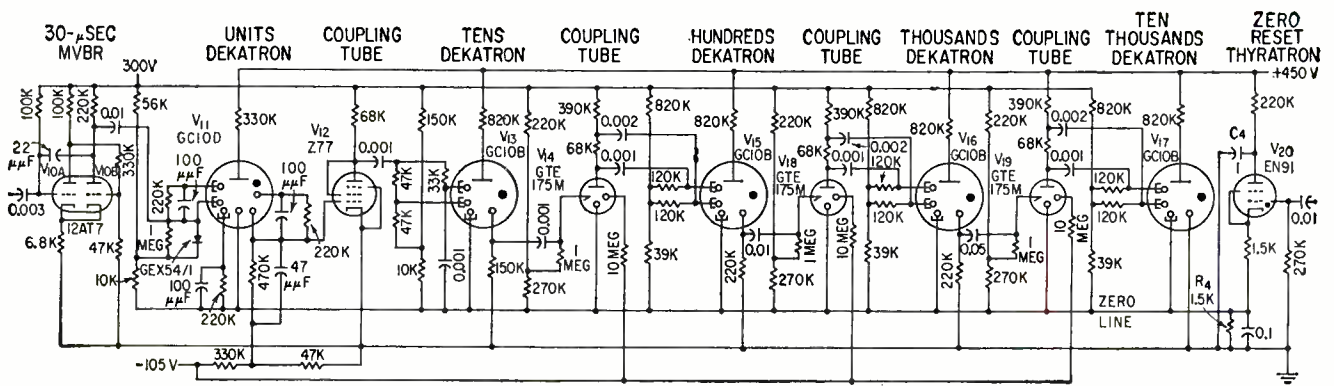 30-μSEC
MVBR
UNITS
DEKATRON
COUPLING
TUBE
TENS
DEKATRON
COUPLING
TUBE
HUNDREDS
DEKATRON
COUPLING
TUBE
THOUSANDS
DEKATRON
COUPLING
TUBE
TEN
THOUSANDS
DEKATRON
ZERO
RESET
THYRATRON
300V
+450 V
100K
100K
220K
0.01
56K
330K
22
μμF
V10A
V10B
12AT7
0.003
6.8K
47K
10K
1
MEG
220K
100
μμF
V11
GC10D
330K
GEX54/1
100
μμF
220K
100
μμF
220K
470K
47
μμF
V12
Z77
68K
0.001
150K
47K
47K
33K
10K
0.001
820K
V13
GC10B
150K
220K
0.001
V14
GTE
175M
1
MEG
270K
390K
68K
0.002
0.001
10 MEG
820K
120K
120K
39K
820K
V15
GC10B
220K
0.01
220K
V18
GTE
175M
1 MEG
270K
390K
68K
0.002
0.001
10 MEG
820K
120K
120K
39K
820K
V16
GC10B
220K
0.05
220K
V19
GTE
175M
1
MEG
270K
390K
68K
0.002
0.001
10
MEG
820K
120K
120K
39K
820K
V17
GC10B
220K
ZERO
LINE
C4
1
220K
V20
EN91
0.01
1.5K
270K
R4
1.5K
0.1
-105V
330K
47K